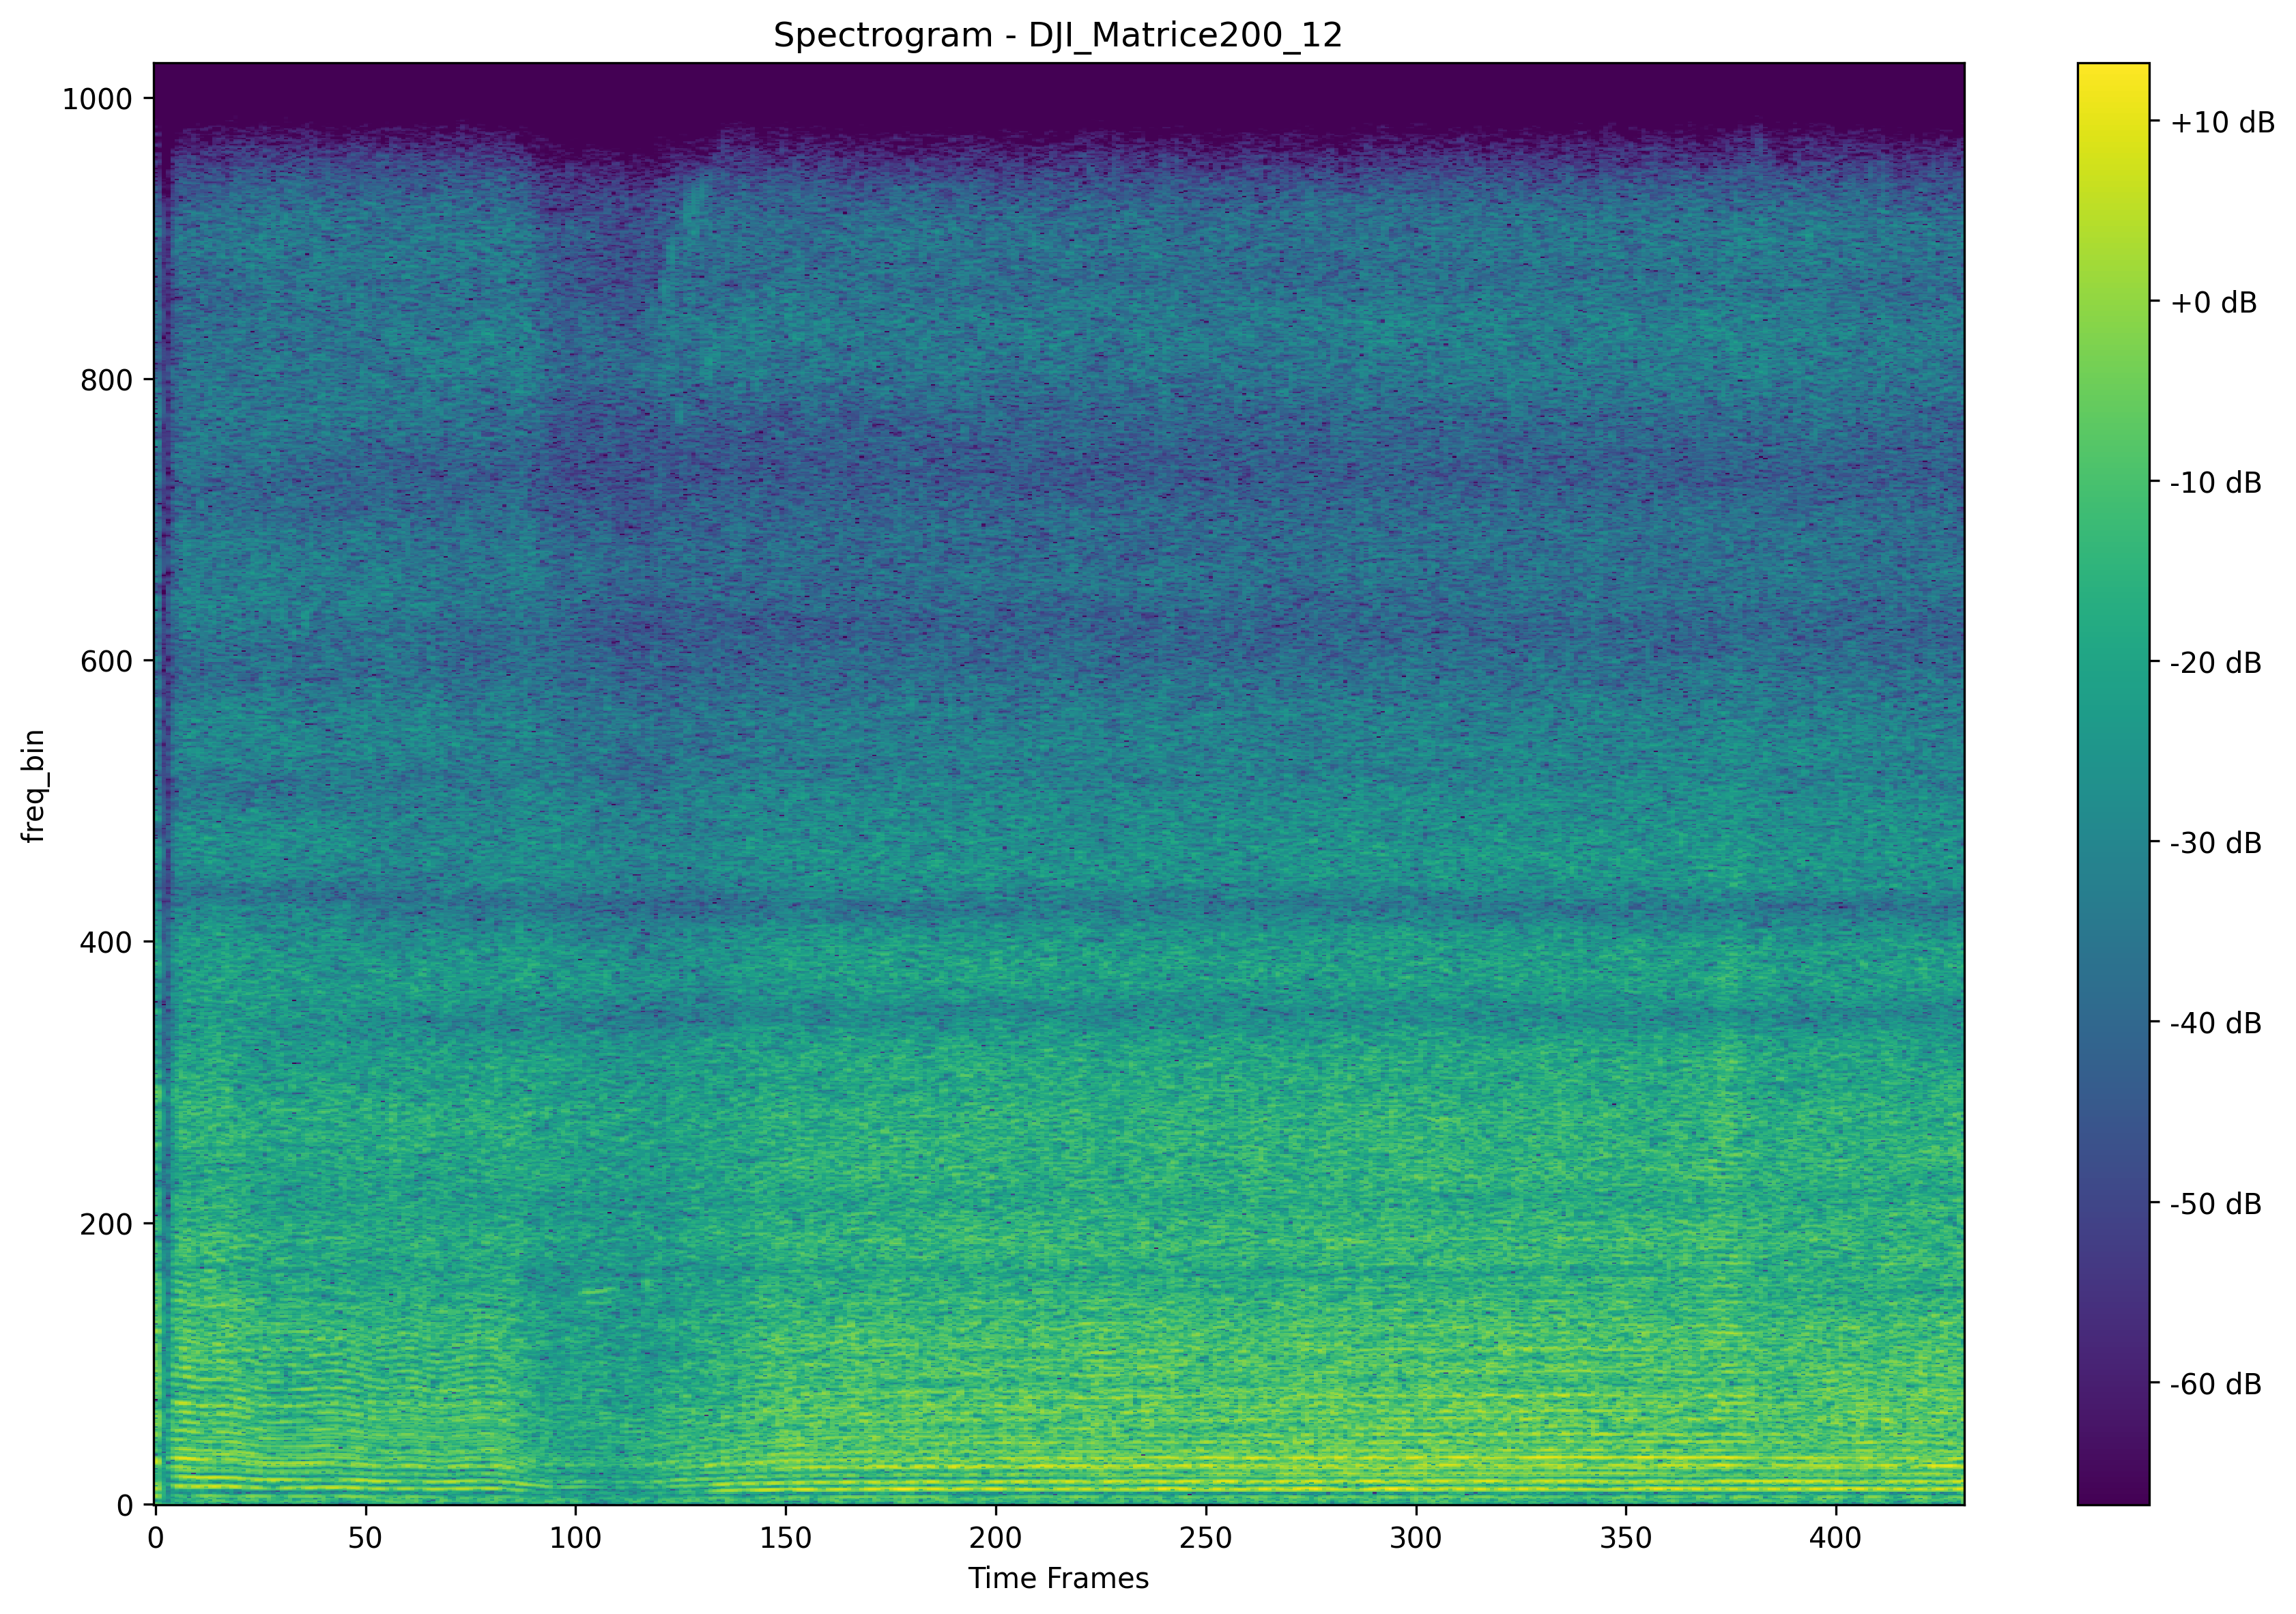 Spectrogram - DJI_Matrice200_12
1000
800
600
400
200
0
freq_bin
0
50
100
150
200
250
300
350
400
Time Frames
+10 dB
+0 dB
-10 dB
-20 dB
-30 dB
-40 dB
-50 dB
-60 dB